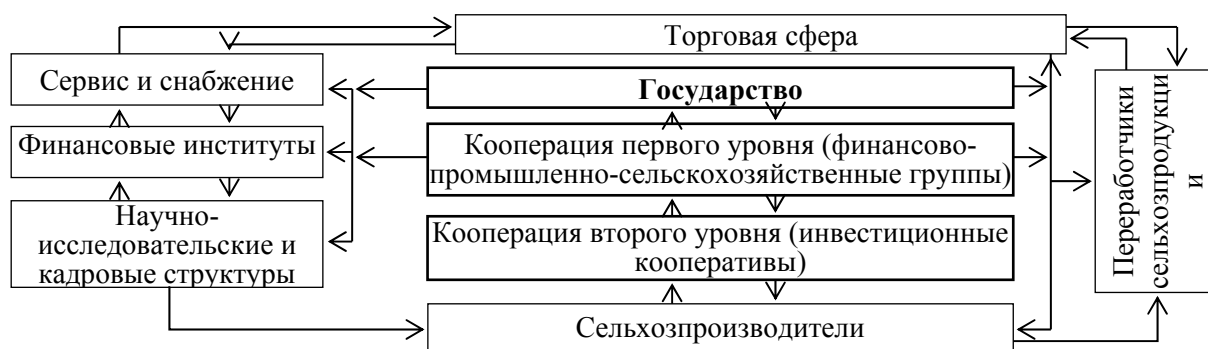 Торговая сфера
Сервис и снабжение
Государство
Финансовые институты
Кооперация первого уровня (финансово-
промышленно-сельскохозяйственные группы)
Научно-
исследовательские и
кадровые структуры
Кооперация второго уровня (инвестиционные
кооперативы)
Сельхозпроизводители
Переработчики
сельхозпродукци
и